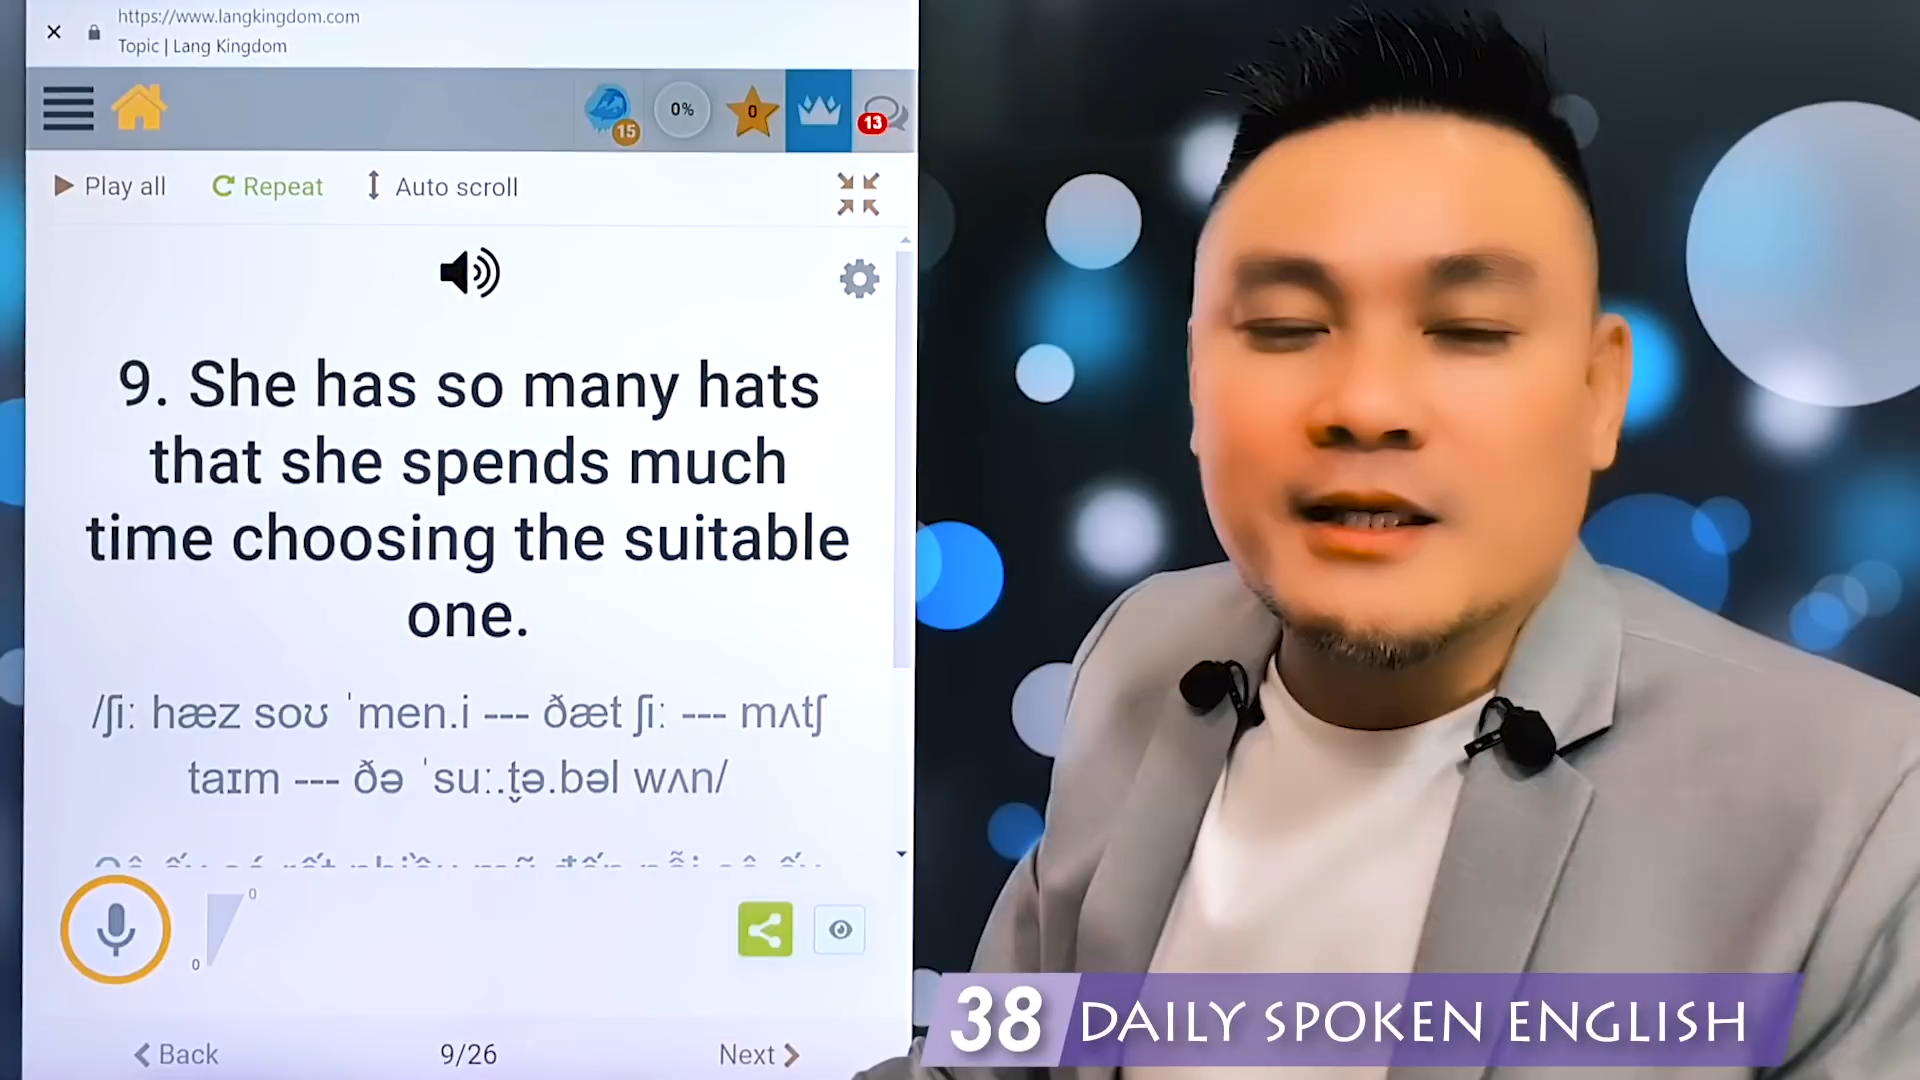 https://www.langkingdom.com
Topic | Lang Kingdom
15
0%
0
13
Play all
Repeat
Auto scroll
9. She has so many hats
that she spends much
time choosing the suitable
one.
/ʃiː hæz soʊ ˈmen.i --- ðæt ʃiː --- mʌtʃ
taɪm --- ðə ˈsuː.t̬ə.bəl wʌn/
0
0
Back
9/26
Next
38 DAILY SPOKEN ENGLISH